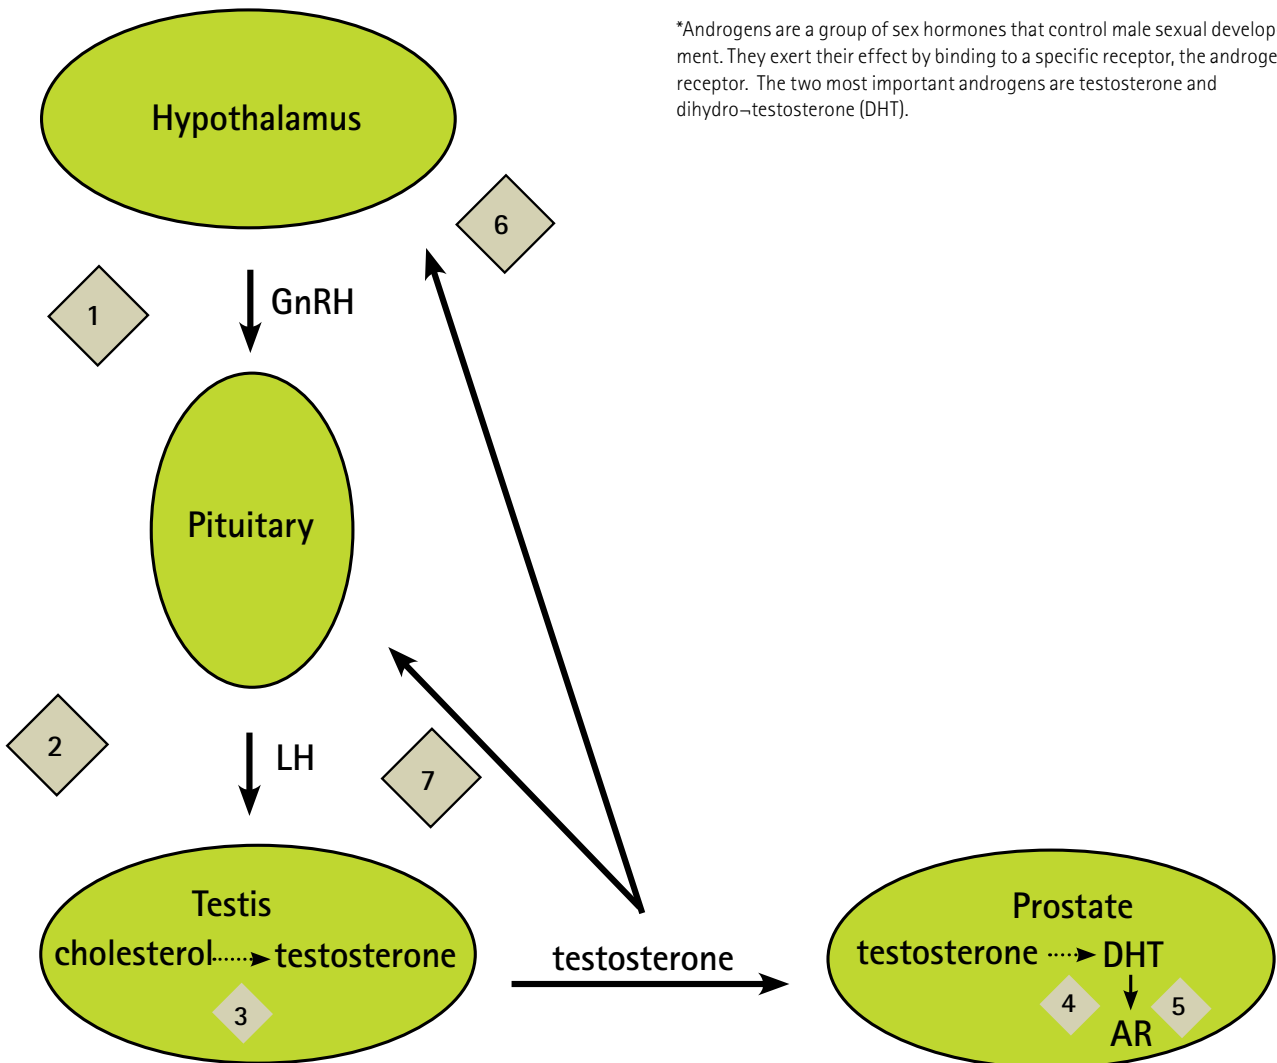 *Androgens are a group of sex hormones that control male sexual develop
ment. They exert their effect by binding to a specific receptor, the androge
receptor. The two most important androgens are testosterone and
dihydro¬testosterone (DHT).
Hypothalamus
6
1
GnRH
Pituitary
2
LH
7
Testis
cholesterol testosterone
3
testosterone
Prostate
testosterone DHT
4
5
AR